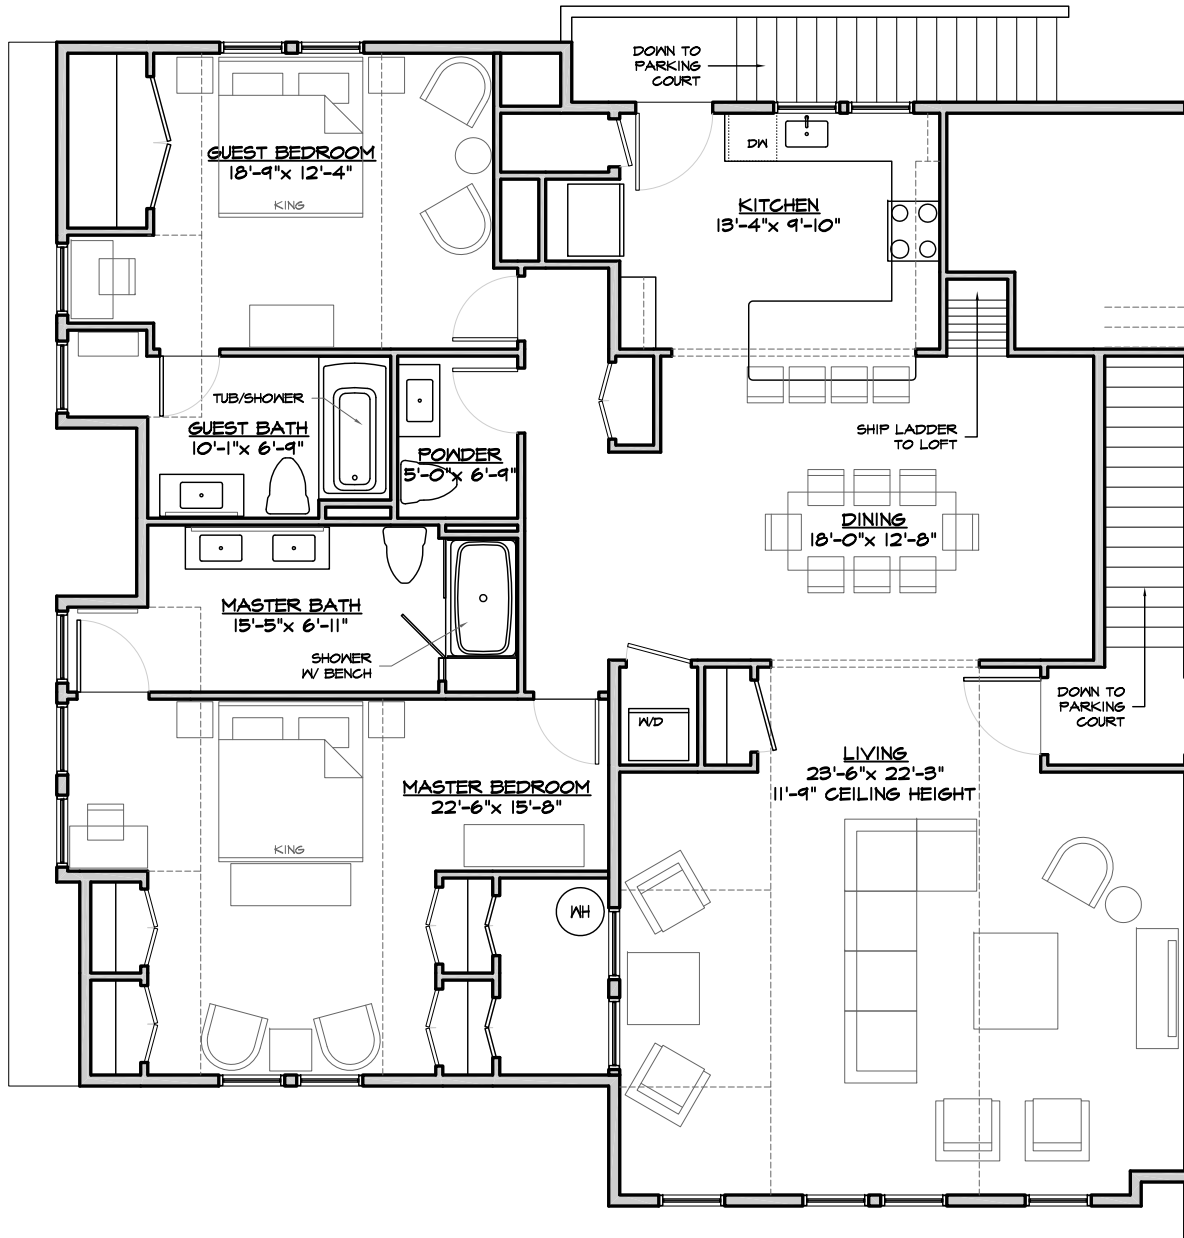 DOWN TO
PARKING
COURT
DW
GUEST BEDROOM
18'-9"x 12'-4"
KING
KITCHEN
13'-4"x 9'-10"
TUB/SHOWER
GUEST BATH
10'-1"x 6'-9"
POWDER
5'-0"x 6'-9"
SHIP LADDER
TO LOFT
DINING
18'-0"x 12'-8"
MASTER BATH
15'-5"x 6'-11"
SHOWER
W/ BENCH
DOWN TO
PARKING
COURT
W/D
LIVING
23'-6"x 22'-3"
11'-9" CEILING HEIGHT
MASTER BEDROOM
22'-6"x 15'-8"
KING
WH